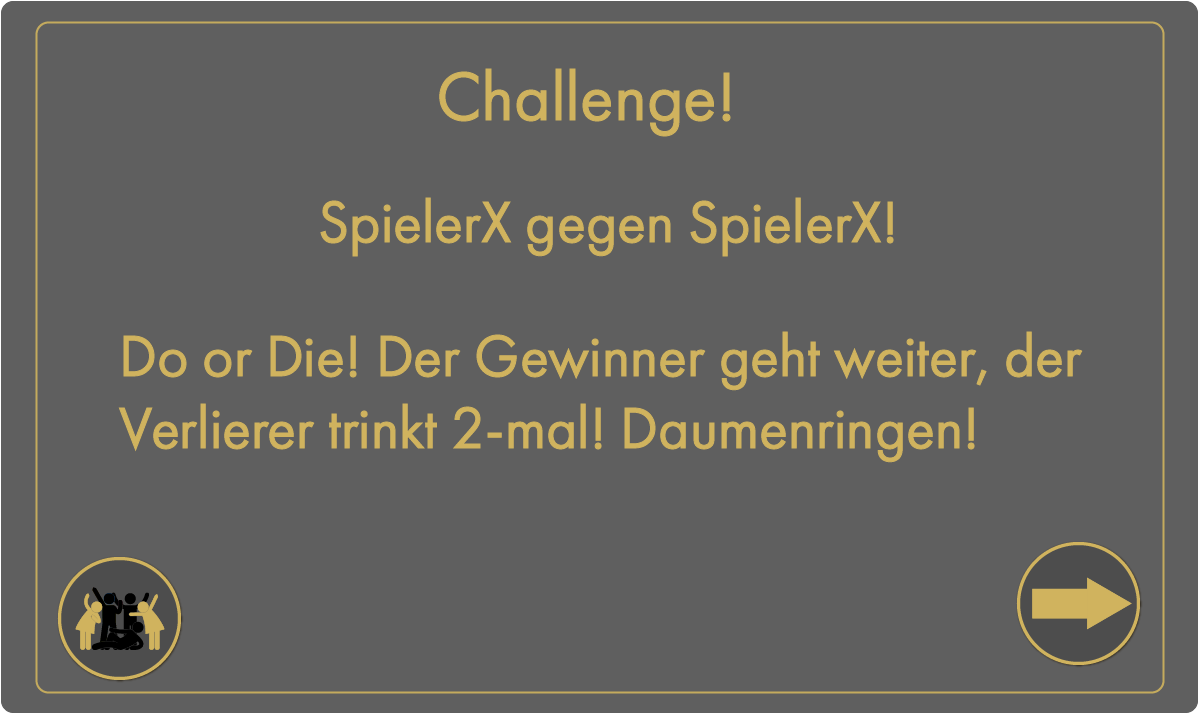 Challenge!
SpielerX gegen SpielerX!
Do or Die! Der Gewinner geht weiter, der
Verlierer trinkt 2-mal! Daumenringen!